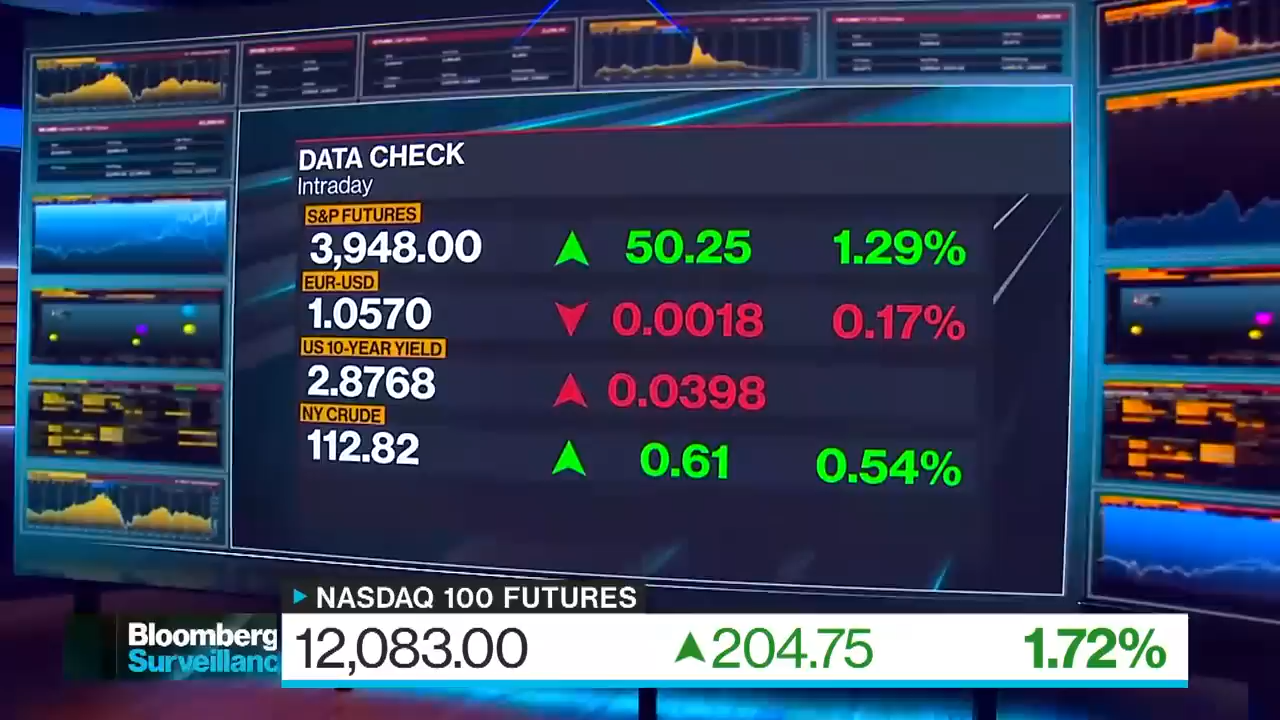 DATA CHECK
Intraday
S&P FUTURES
3,948.00 ▲ 50.25 1.29%
EUR-USD
1.0570 ▼ 0.0018 0.17%
US 10-YEAR YIELD
2.8768 ▲ 0.0398
NY CRUDE
112.82 ▲ 0.61 0.54%
NASDAQ 100 FUTURES
Bloomberg
Surveillanc
12,083.00 ▲204.75 1.72%